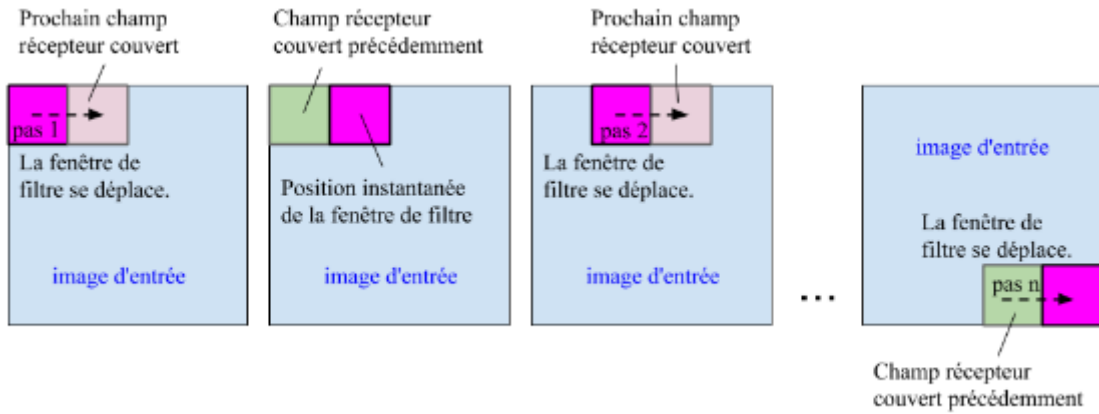 Prochain champ
récepteur couvert
Champ récepteur
couvert précédemment
Prochain champ
récepteur couvert
pas 1
La fenêtre de
filtre se déplace.
image d'entrée
Position instantanée
de la fenêtre de filtre
image d'entrée
pas 2
La fenêtre de
filtre se déplace.
image d'entrée
...
image d'entrée
La fenêtre de
filtre se déplace.
pas n
Champ récepteur
couvert précédemment